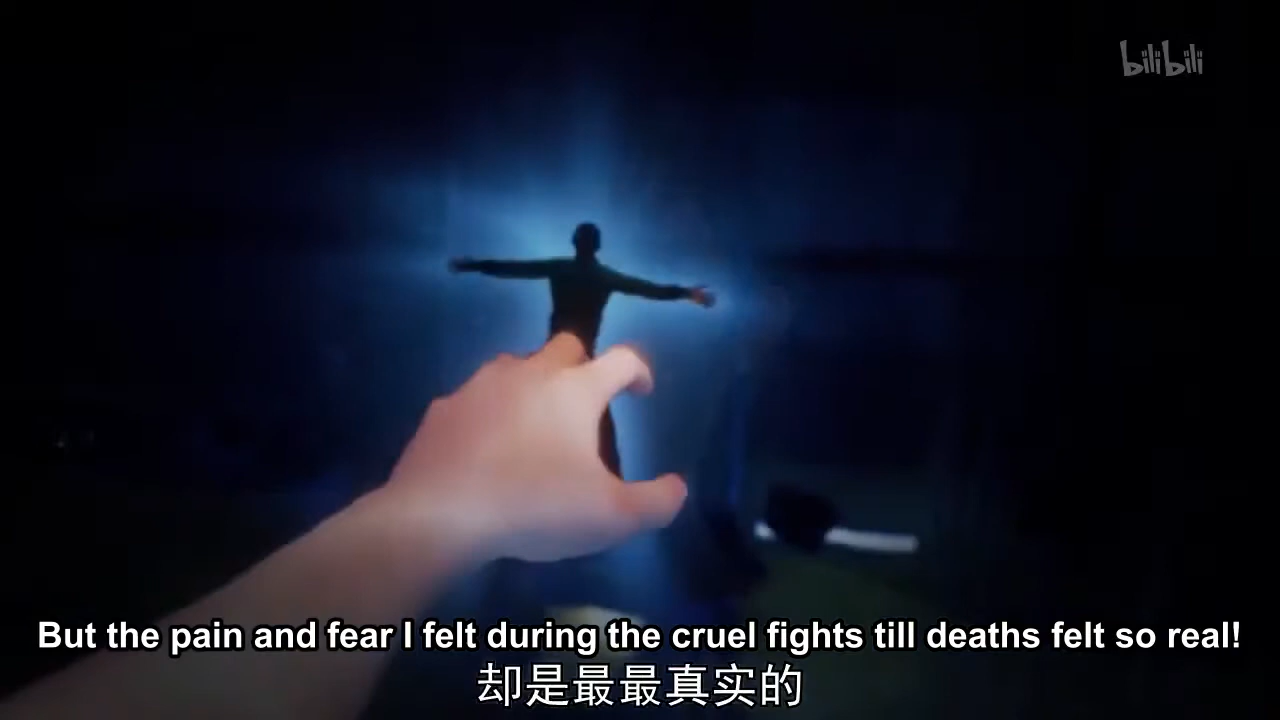 bilibili
But the pain and fear I felt during the cruel fights till deaths felt so real!
却是最最真实的